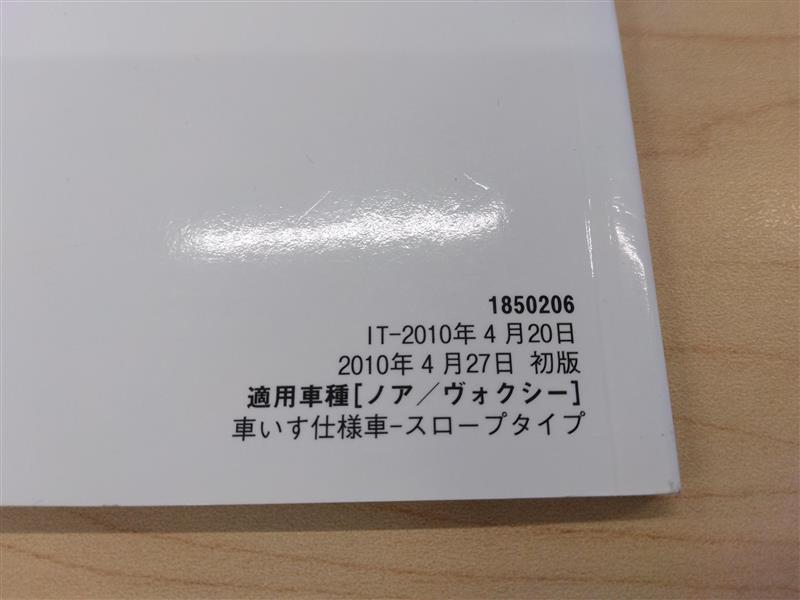 1850206
IT-2010年4月20日
2010年4月27日 初版
適用車種[ノア／ヴォクシー]
車いす仕様車-スロープタイプ